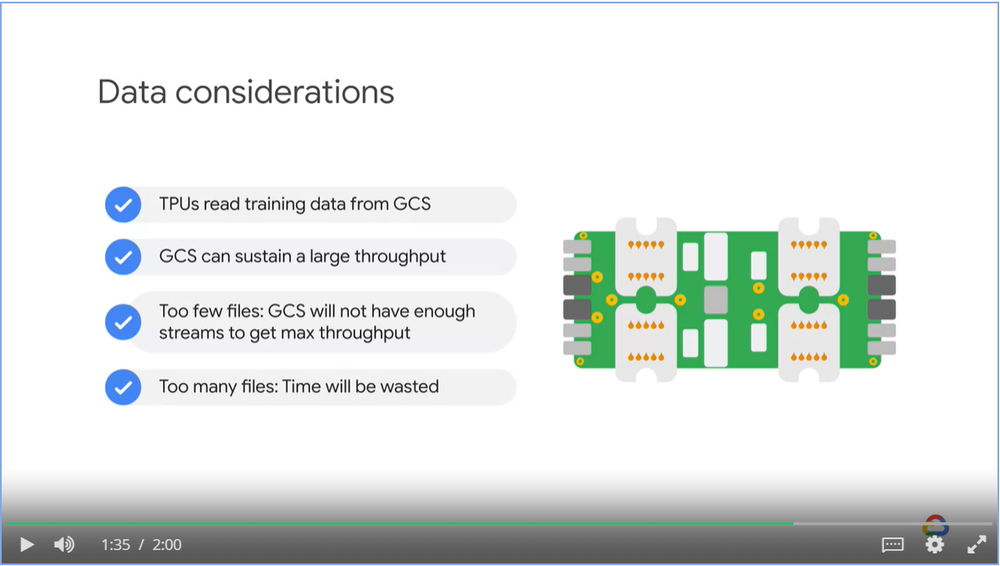 Data considerations
TPUs read training data from GCS
GCS can sustain a large throughput
Too few files: GCS will not have enough
streams to get max throughput
Too many files: Time will be wasted
1:35 / 2:00